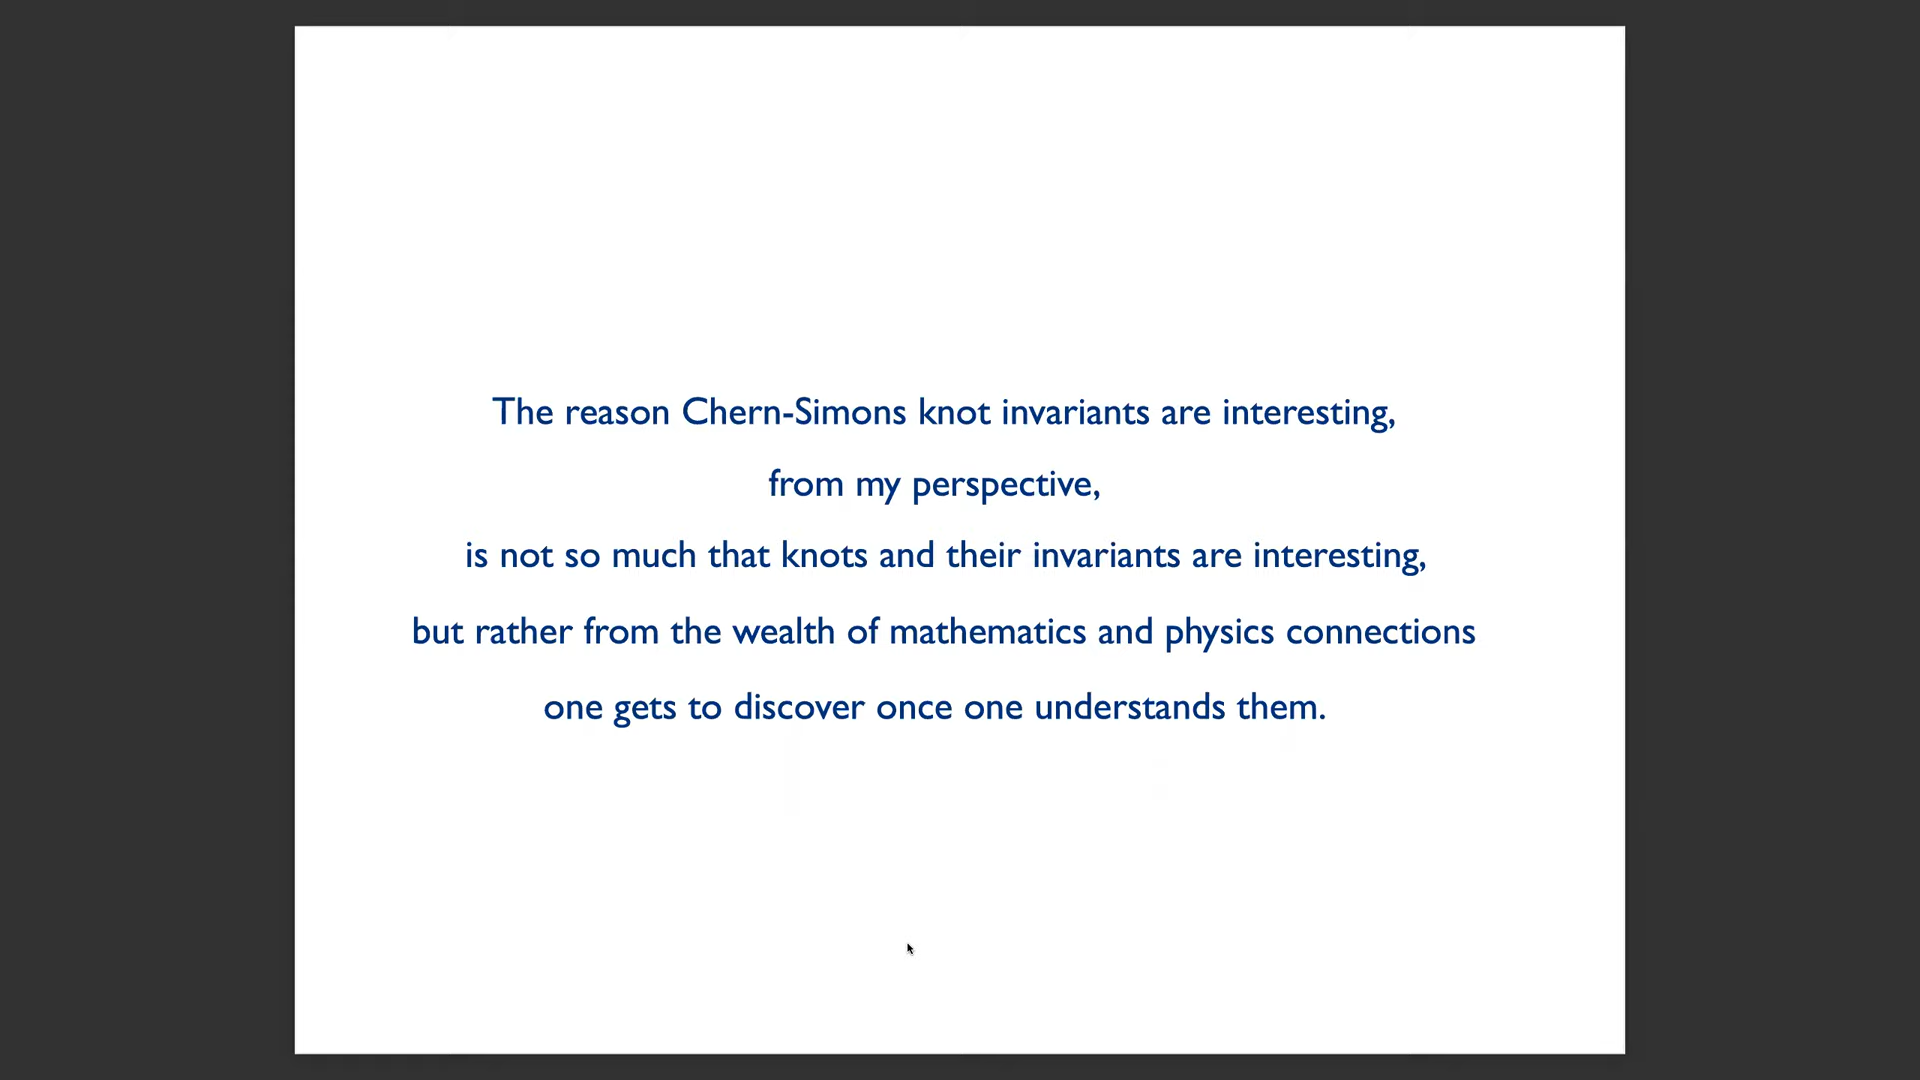 The reason Chern-Simons knot invariants are interesting,
from my perspective,
is not so much that knots and their invariants are interesting,
but rather from the wealth of mathematics and physics connections
one gets to discover once one understands them.